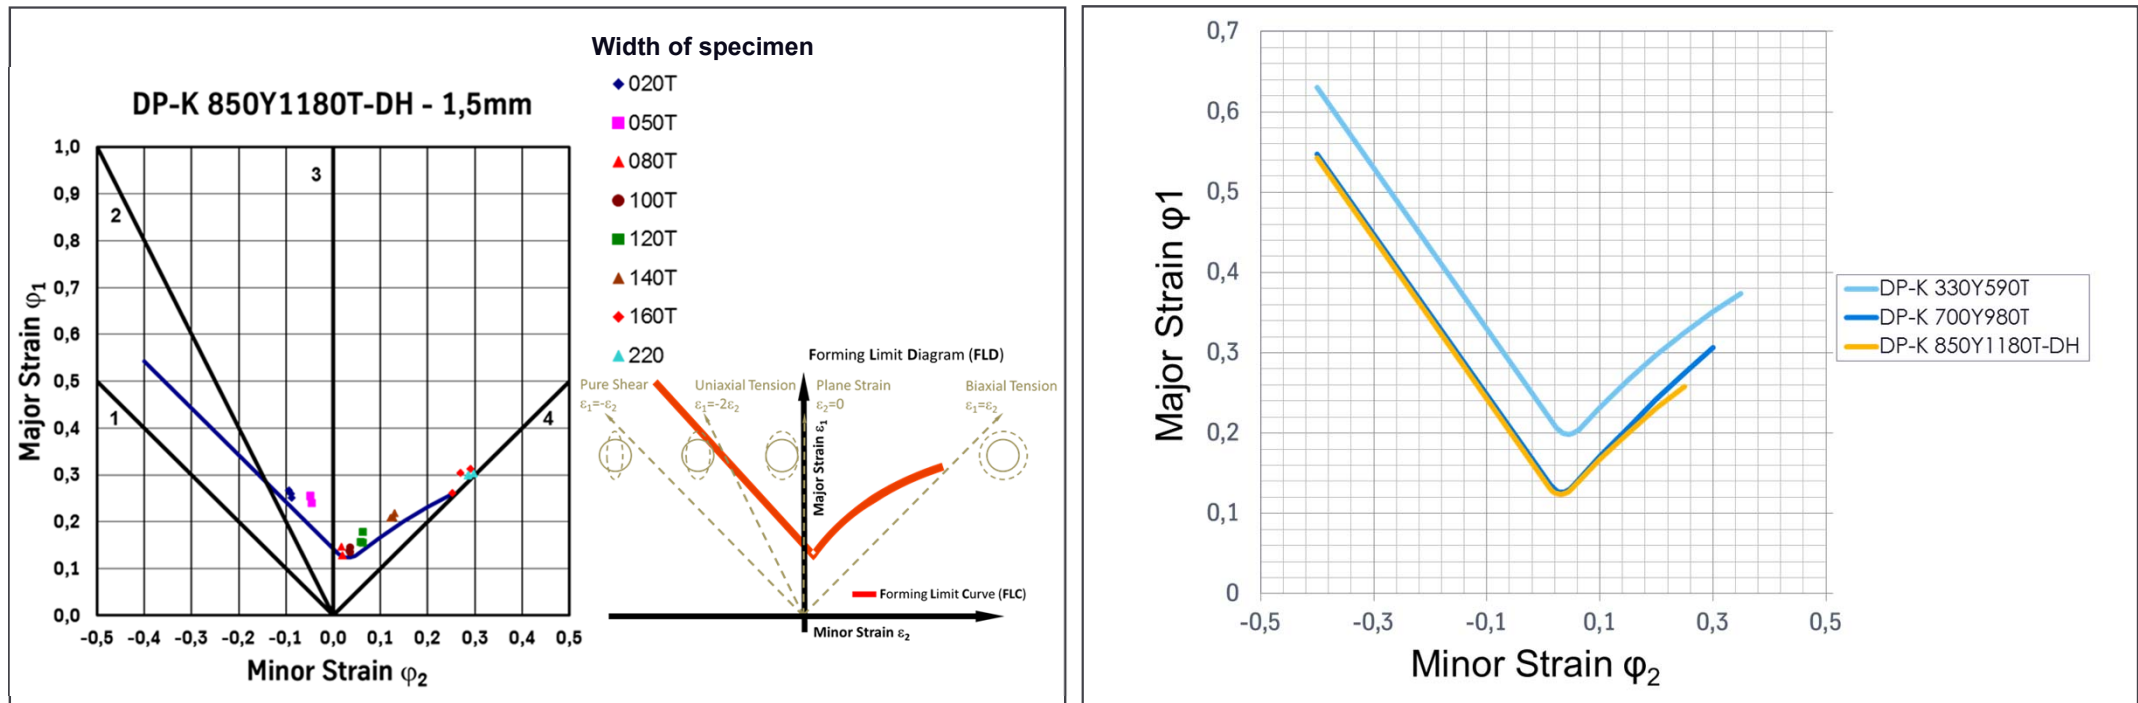 Width of specimen
020T
050T
080T
100T
120T
140T
160T
220
DP-K 850Y1180T-DH - 1,5mm
1,0
0,9
0,8
0,7
0,6
0,5
0,4
0,3
0,2
0,1
0,0
Major Strain φ1
1
2
3
4
-0,5 -0,4 -0,3 -0,2 -0,1 0,0 0,1 0,2 0,3 0,4 0,5
Minor Strain φ2
Forming Limit Diagram (FLD)
Pure Shear Uniaxial Tension Plane Strain Biaxial Tension
ε1=-ε2 ε1=-2ε2 ε2=0 ε1=ε2
Major Strain ε1
Forming Limit Curve (FLC)
Minor Strain ε2
0,7
0,6
0,5
0,4
0,3
0,2
0,1
0
Major Strain φ1
-0,5 -0,3 -0,1 0,1 0,3 0,5
Minor Strain φ2
DP-K 330Y590T
DP-K 700Y980T
DP-K 850Y1180T-DH